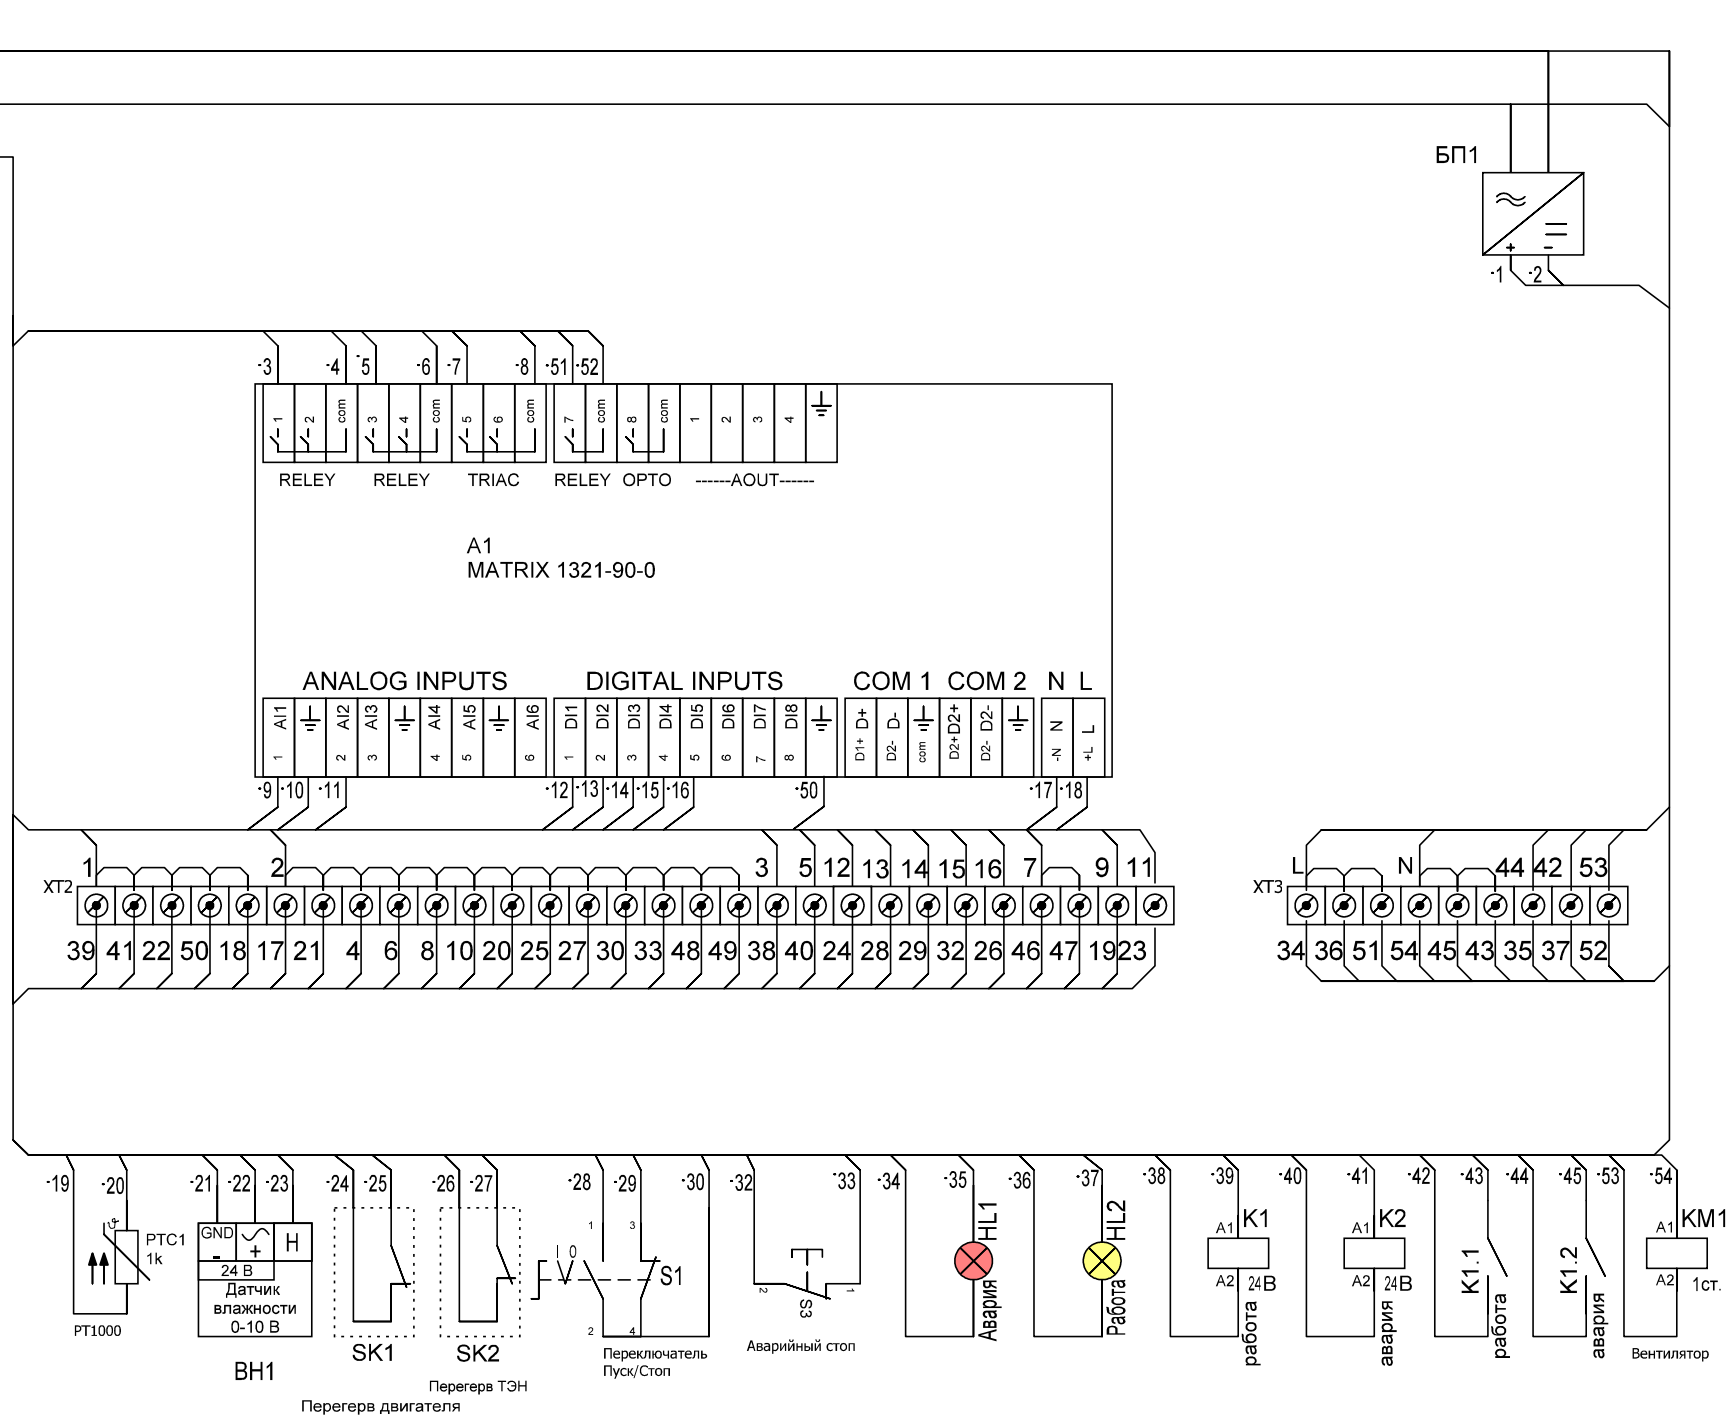 БП1
+ −
-1 -2
-3 -4 -5 -6 -7 -8 -51 -52
1 2 com 3 4 com 5 6 com 7 com 8 com 1 2 3 4
RELEY RELEY TRIAC RELEY OPTO ------AOUT------
A1
MATRIX 1321-90-0
ANALOG INPUTS DIGITAL INPUTS COM 1 COM 2 N L
AI1 AI2 AI3 AI4 AI5 AI6 DI1 DI2 DI3 DI4 DI5 DI6 DI7 DI8 D+ D- D2+ D2- N L
1 2 3 4 5 6 1 2 3 4 5 6 7 8 D1+ D2- com D2+ D2- -N +L
-9 -10 -11 -12 -13 -14 -15 -16 -50 -17 -18
1 2 3 5 12 13 14 15 16 7 9 11 L N 44 42 53
XT2 XT3
39 41 22 50 18 17 21 4 6 8 10 20 25 27 30 33 48 49 38 40 24 28 29 32 26 46 47 19 23 34 36 51 54 45 43 35 37 52
-19 -20 -21 -22 -23 -24 -25 -26 -27 -28 -29 -30 -32 -33 -34 -35 -36 -37 -38 -39 -40 -41 -42 -43 -44 -45 -53 -54
ϑ
PTC1
1k
PT1000
GND + H
-
24 В
Датчик
влажности
0-10 В
BH1
SK1
Перегерв двигателя
SK2
Перегерв ТЭН
1 3
I O
S1
2 4
Переключатель
Пуск/Стоп
2 1
S3
Аварийный стоп
HL1
Авария
HL2
Работа
A1 K1
A2 24В
работа
A1 K2
A2 24В
авария
K1.1
работа
K1.2
авария
A1 KM1
A2 1ст.
Вентилятор